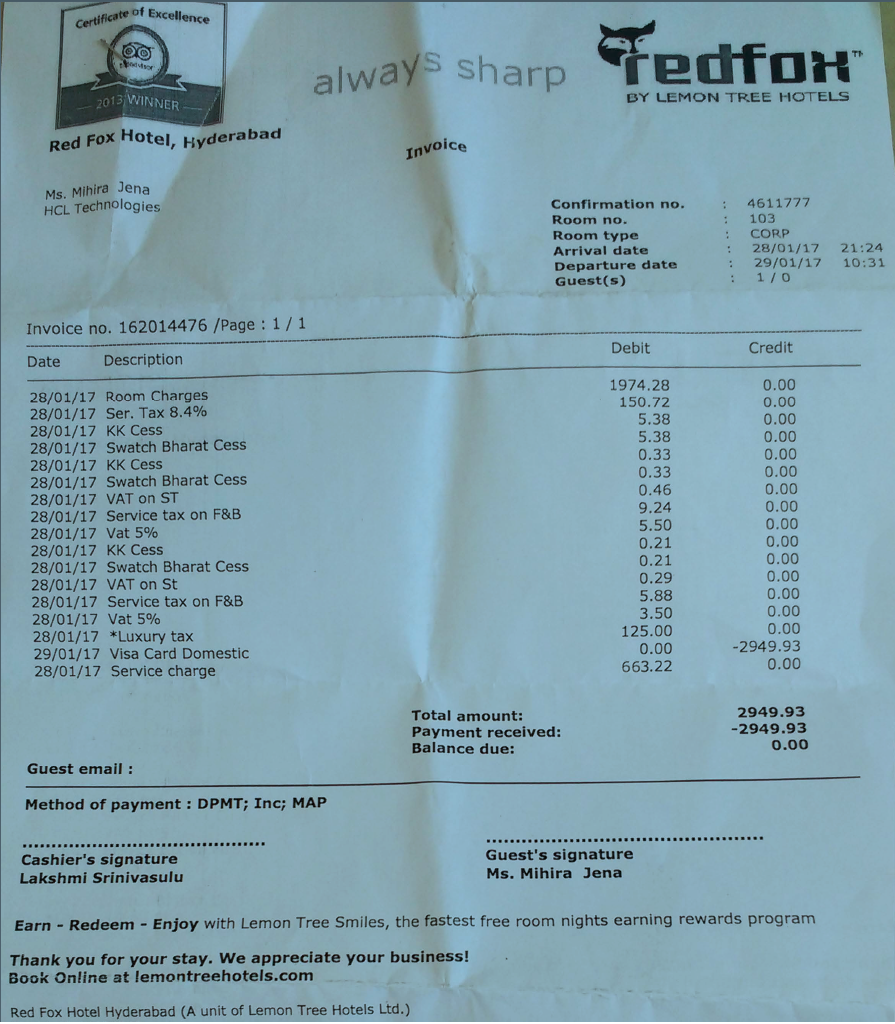 Certificate of Excellence
tripadvisor
2013 WINNER
always sharp
redfox™
BY LEMON TREE HOTELS
Red Fox Hotel, Hyderabad
Invoice
Ms. Mihira Jena
HCL Technologies
Confirmation no. : 4611777
Room no. : 103
Room type : CORP
Arrival date : 28/01/17 21:24
Departure date : 29/01/17 10:31
Guest(s) : 1 / 0
Invoice no. 162014476 /Page : 1 / 1
Date Description Debit Credit
28/01/17 Room Charges 1974.28 0.00
28/01/17 Ser. Tax 8.4% 150.72 0.00
28/01/17 KK Cess 5.38 0.00
28/01/17 Swatch Bharat Cess 5.38 0.00
28/01/17 KK Cess 0.33 0.00
28/01/17 Swatch Bharat Cess 0.33 0.00
28/01/17 VAT on ST 0.46 0.00
28/01/17 Service tax on F&B 9.24 0.00
28/01/17 Vat 5% 5.50 0.00
28/01/17 KK Cess 0.21 0.00
28/01/17 Swatch Bharat Cess 0.21 0.00
28/01/17 VAT on St 0.29 0.00
28/01/17 Service tax on F&B 5.88 0.00
28/01/17 Vat 5% 3.50 0.00
28/01/17 *Luxury tax 125.00 0.00
29/01/17 Visa Card Domestic 0.00 -2949.93
28/01/17 Service charge 663.22 0.00
Total amount: 2949.93
Payment received: -2949.93
Balance due: 0.00
Guest email :
Method of payment : DPMT; Inc; MAP
Cashier's signature
Lakshmi Srinivasulu
Guest's signature
Ms. Mihira Jena
Earn - Redeem - Enjoy with Lemon Tree Smiles, the fastest free room nights earning rewards program
Thank you for your stay. We appreciate your business!
Book Online at lemontreehotels.com
Red Fox Hotel Hyderabad (A unit of Lemon Tree Hotels Ltd.)